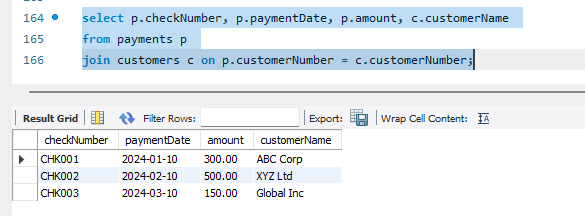 164 select p.checkNumber, p.paymentDate, p.amount, c.customerName
165 from payments p
166 join customers c on p.customerNumber = c.customerNumber;
Result Grid Filter Rows: Export: Wrap Cell Content:
checkNumber paymentDate amount customerName
CHK001 2024-01-10 300.00 ABC Corp
CHK002 2024-02-10 500.00 XYZ Ltd
CHK003 2024-03-10 150.00 Global Inc